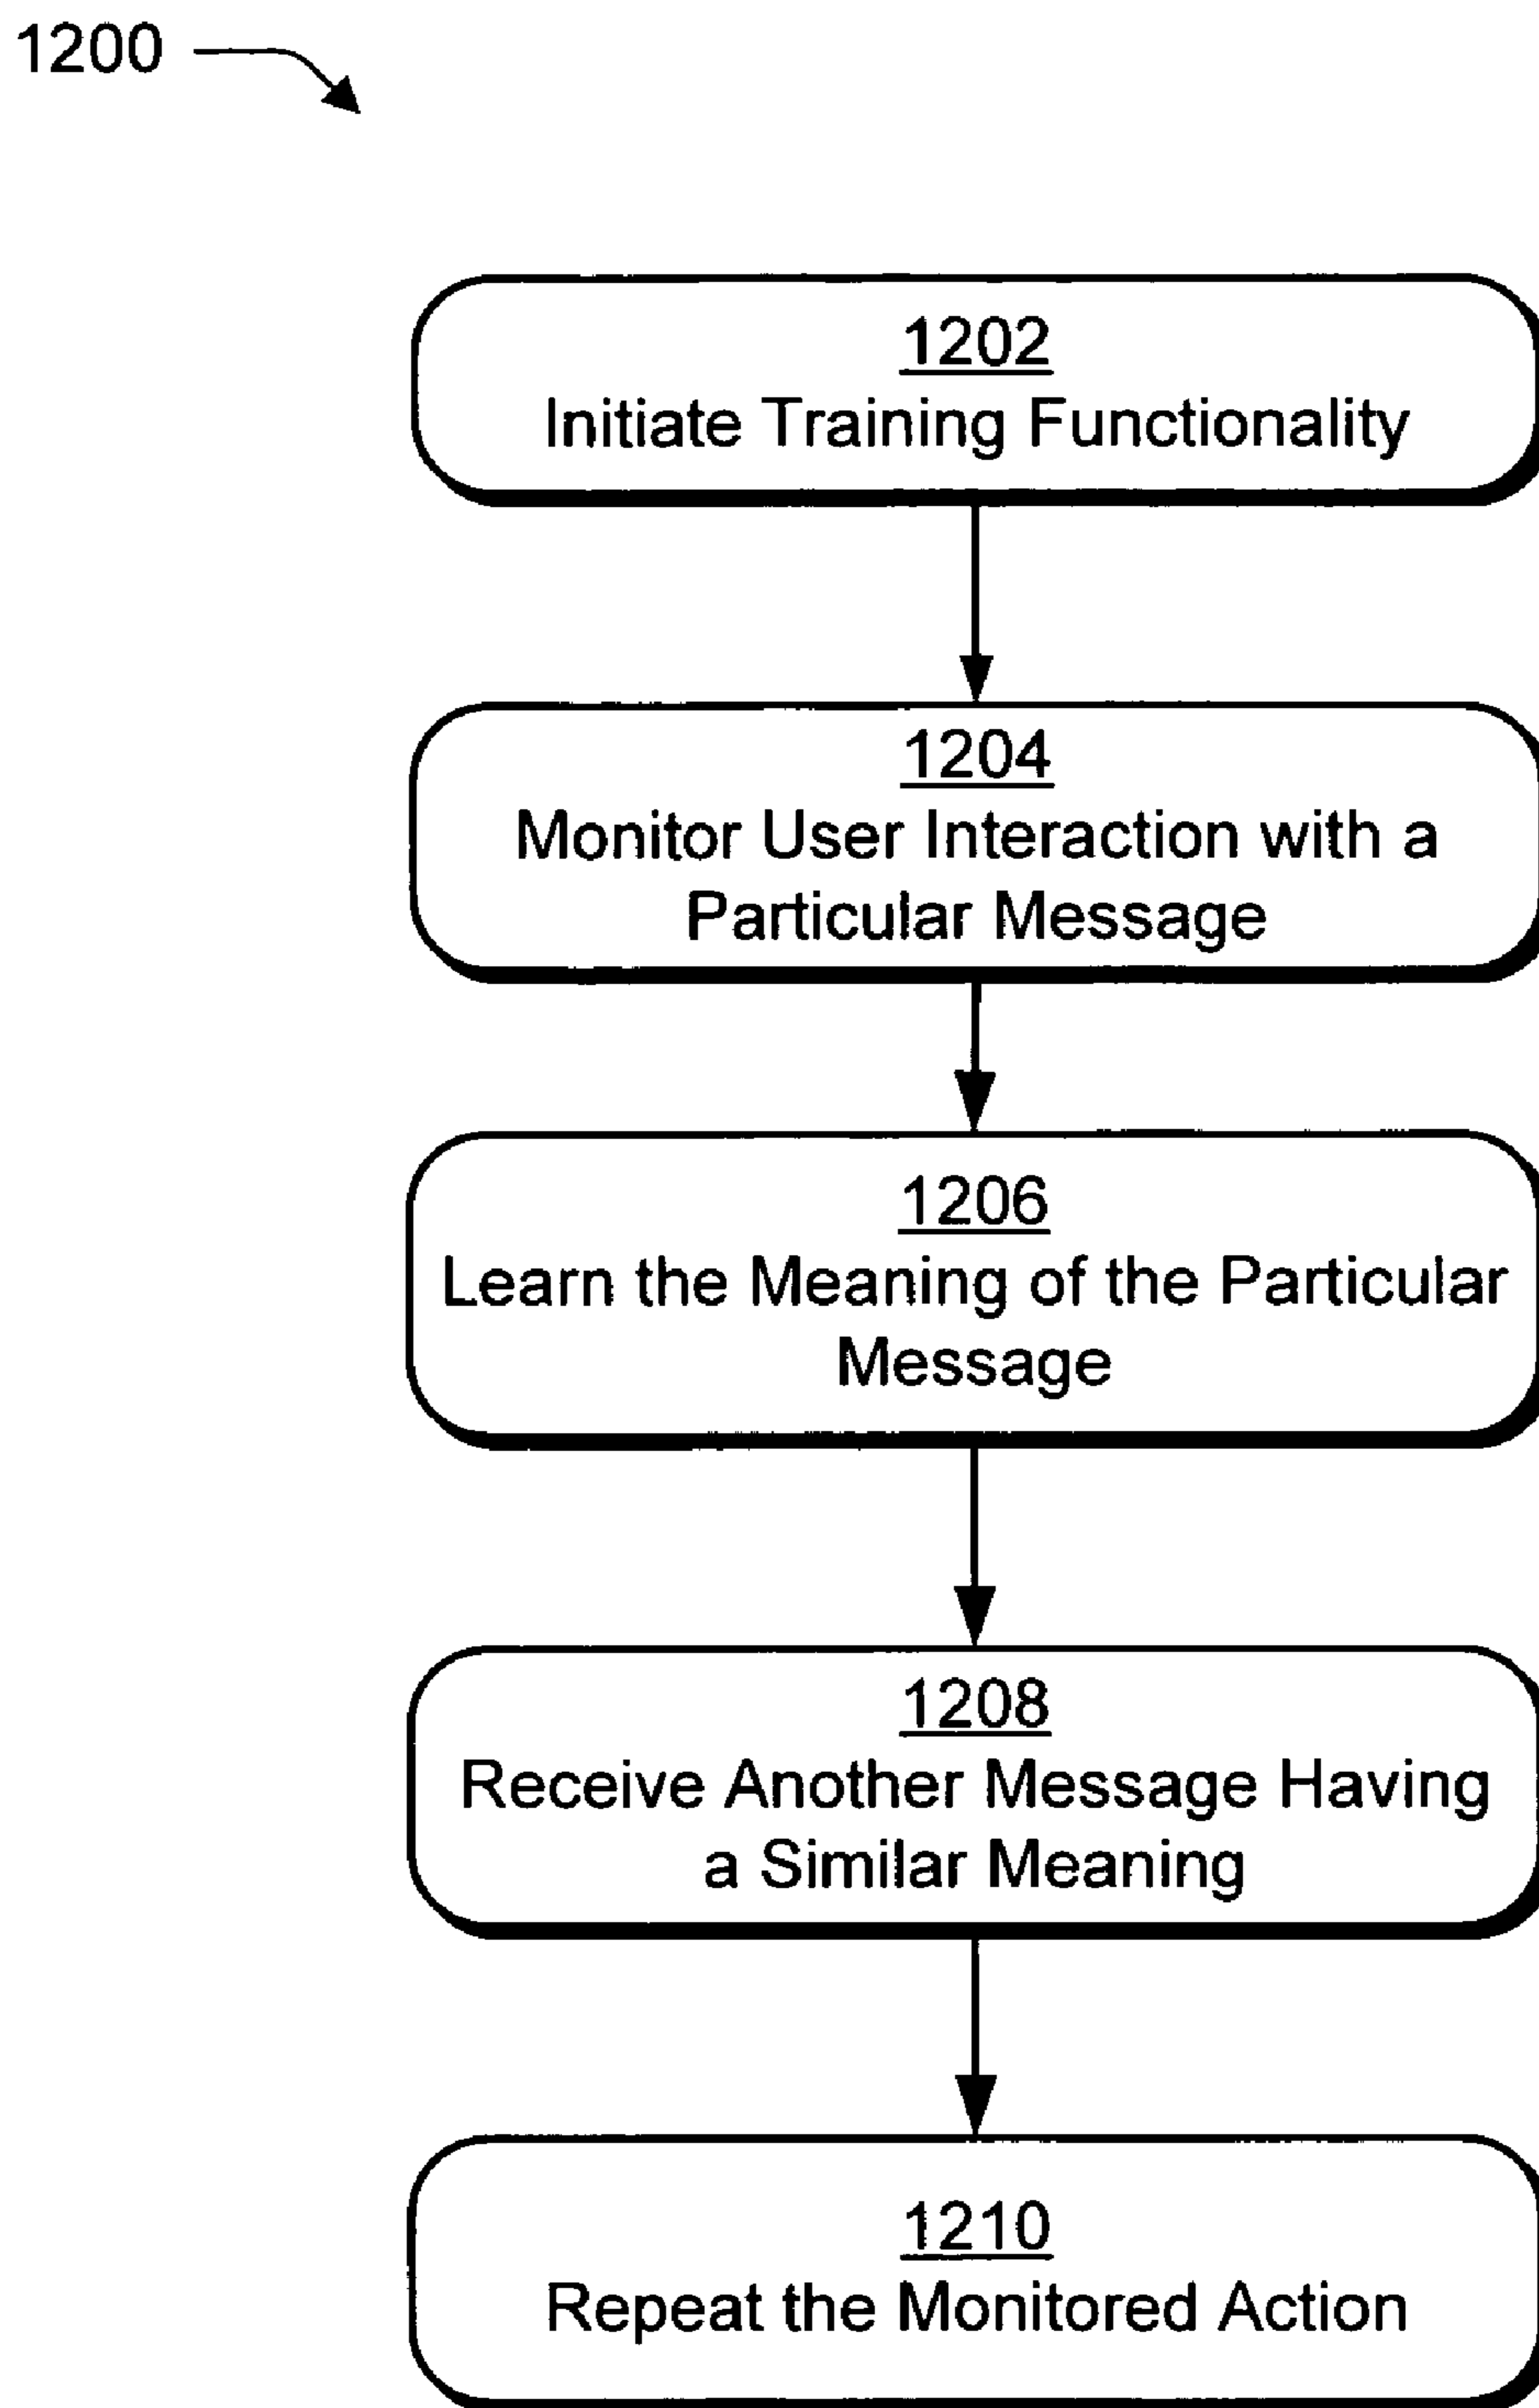 1200
1202
Initiate Training Functionality
1204
Monitor User Interaction with a
Particular Message
1206
Learn the Meaning of the Particular
Message
1208
Receive Another Message Having
a Similar Meaning
1210
Repeat the Monitored Action